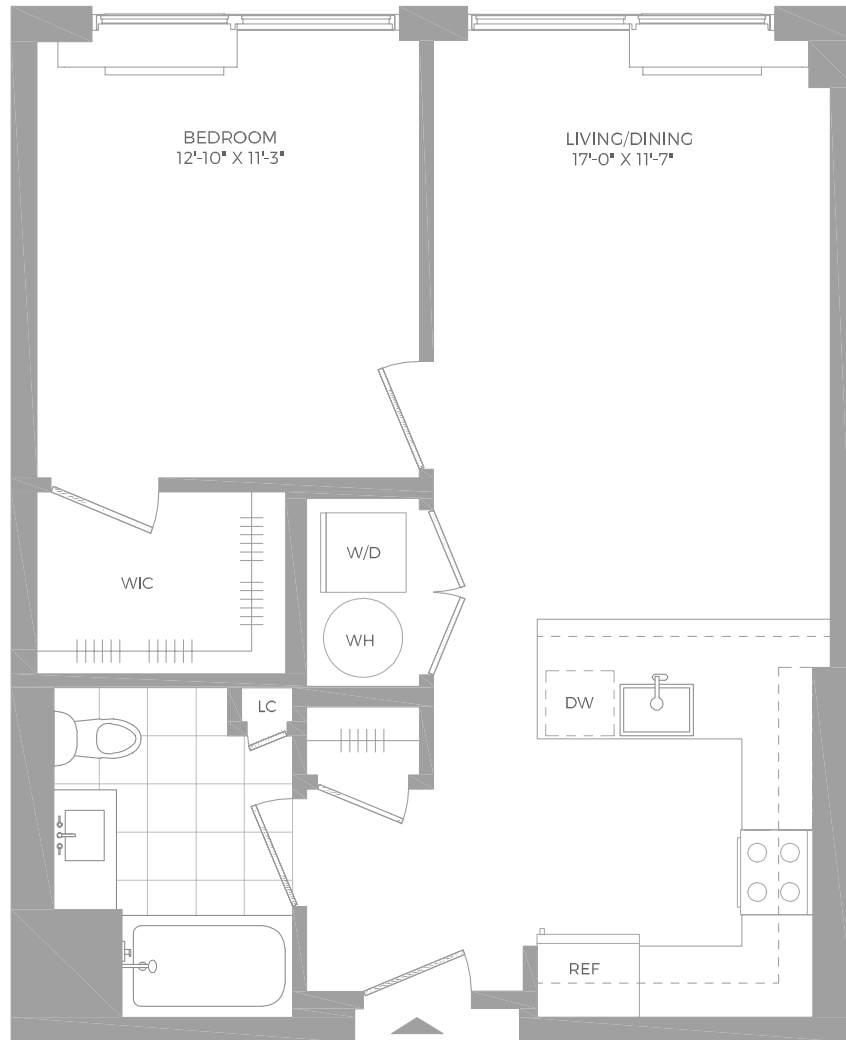 BEDROOM
12'-10" X 11'-3"
LIVING/DINING
17'-0" X 11'-7"
W/D
WIC
WH
LC
DW
REF